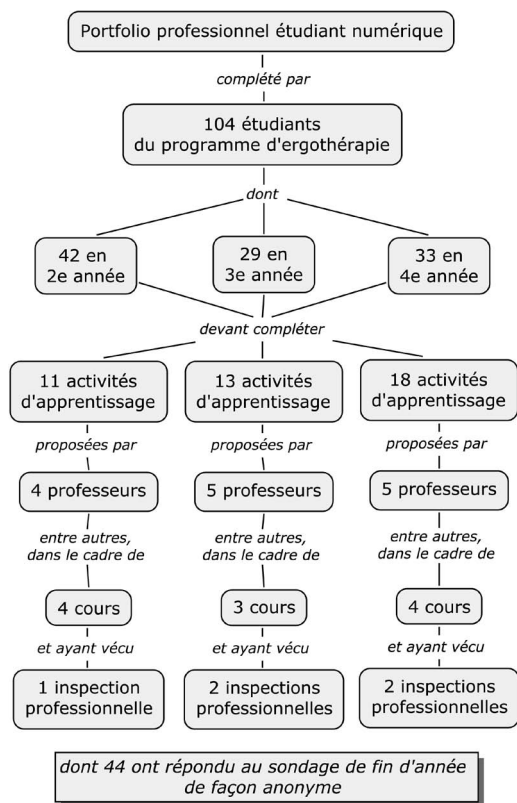 Portfolio professionnel étudiant numérique
complété par
104 étudiants
du programme d'ergothérapie
dont
42 en
2e année
29 en
3e année
33 en
4e année
devant compléter
11 activités
d'apprentissage
13 activités
d'apprentissage
18 activités
d'apprentissage
proposées par
proposées par
proposées par
4 professeurs
5 professeurs
5 professeurs
entre autres,
dans le cadre de
entre autres,
dans le cadre de
entre autres,
dans le cadre de
4 cours
3 cours
4 cours
et ayant vécu
et ayant vécu
et ayant vécu
1 inspection
professionnelle
2 inspections
professionnelles
2 inspections
professionnelles
dont 44 ont répondu au sondage de fin d'année
de façon anonyme